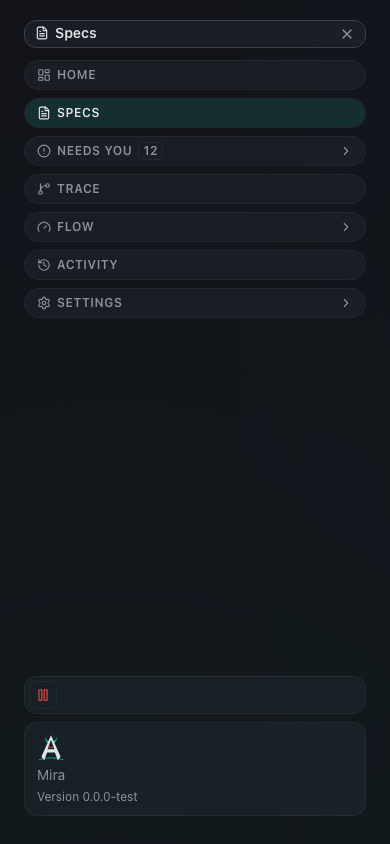 Specs
HOME
SPECS
NEEDS YOU 12
TRACE
FLOW
ACTIVITY
SETTINGS
Mira
Version 0.0.0-test